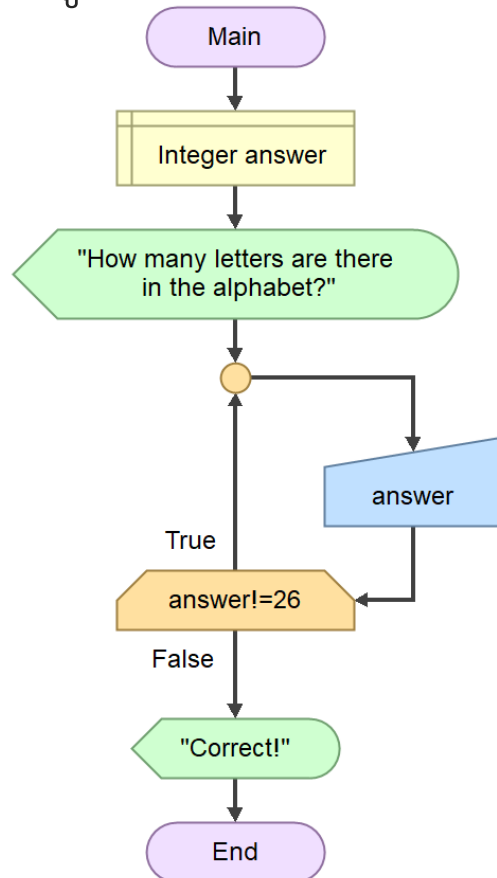 Main
Integer answer
"How many letters are there
in the alphabet?"
answer
True
answer!=26
False
"Correct!"
End